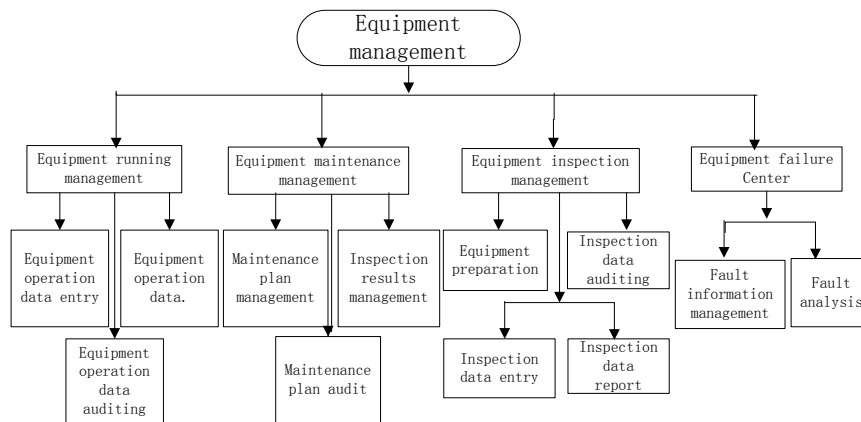 Equipment
management
Equipment running
management
Equipment maintenance
management
Equipment inspection
management
Equipment failure
Center
Equipment
operation
data entry
Equipment
operation
data.
Maintenance
plan
management
Inspection
results
management
Equipment
preparation
Inspection
data
auditing
Fault
information
management
Fault
analysis
Equipment
operation
data
auditing
Maintenance
plan audit
Inspection
data entry
Inspection
data
report